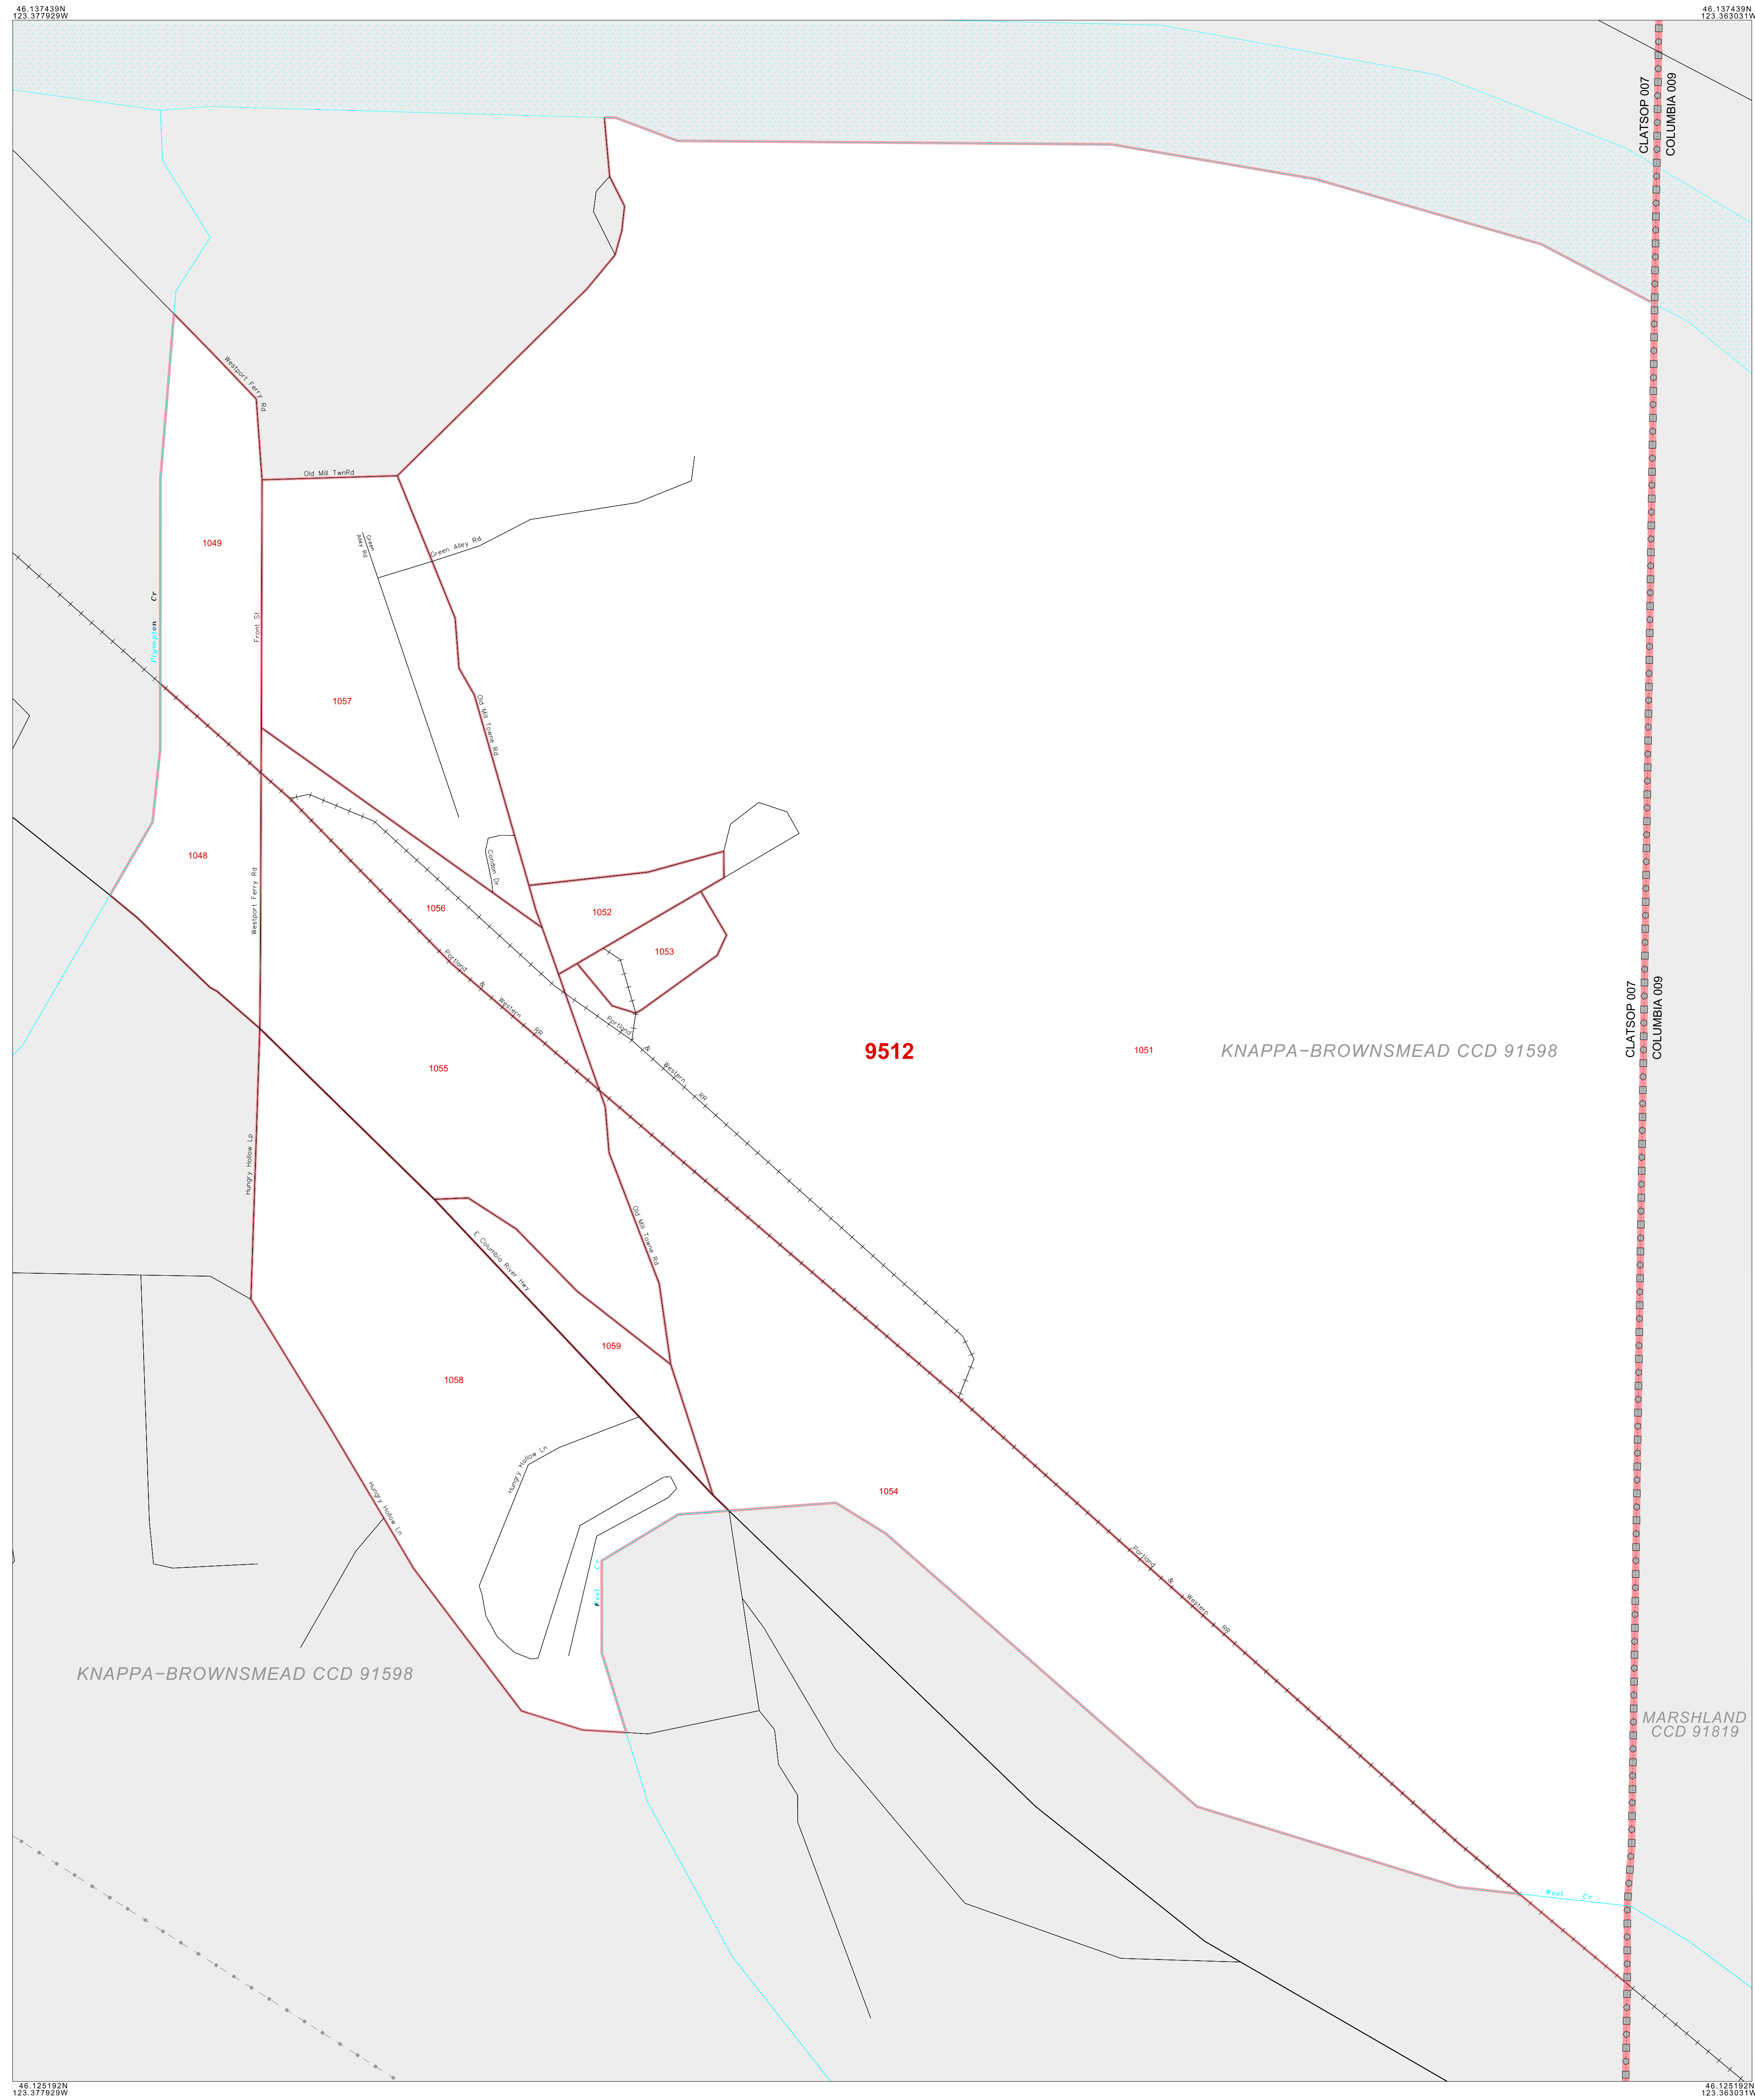 46.137439N
123.377929W
46.137439N
123.363031W
CLATSOP 007
COLUMBIA 009
Westport Ferry Rd
Old Mill TwnRd
1049
Green Alley Rd
Green
Alley Rd
Plympton Cr
Front St
1057
Old Mill Towne Rd
1048
Condon Dr
Westport Ferry Rd
1056
1052
1053
Portland & Western RR
Portland & Western RR
9512
1051
KNAPPA-BROWNSMEAD CCD 91598
CLATSOP 007
COLUMBIA 009
1055
Hungry Hollow Lp
Old Mill Towne Rd
E Columbia River Hwy
1059
1058
Hungry Hollow Ln
Hungry Hollow Ln
1054
West Cr
Portland & Western RR
KNAPPA-BROWNSMEAD CCD 91598
MARSHLAND
CCD 91819
West Cr
46.125192N
123.377929W
46.125192N
123.363031W